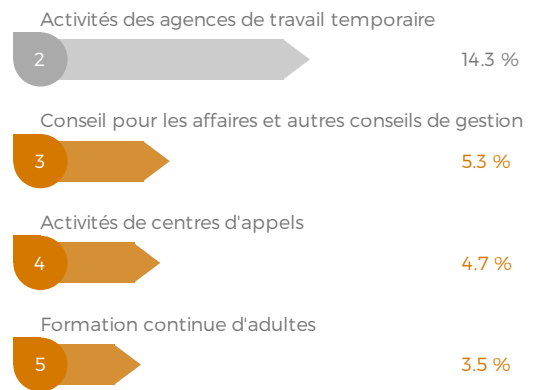 Activités des agences de travail temporaire
2 14.3 %
Conseil pour les affaires et autres conseils de gestion
3 5.3 %
Activités de centres d'appels
4 4.7 %
Formation continue d'adultes
5 3.5 %